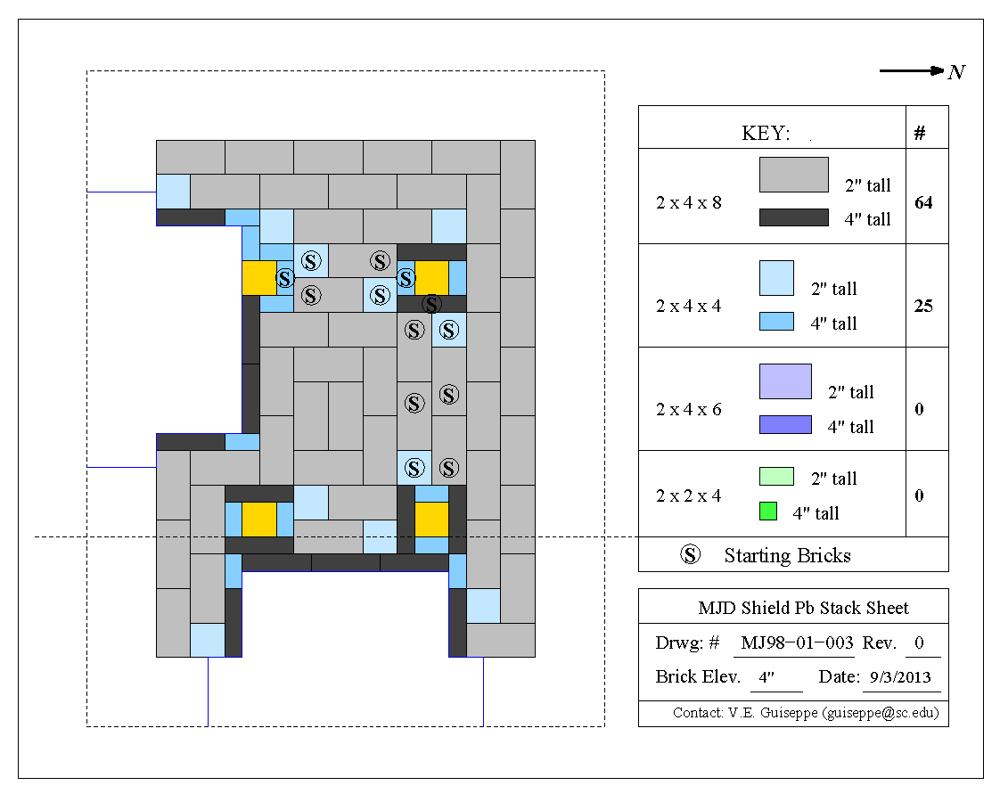 N
KEY: #
2 x 4 x 8 2" tall 4" tall 64
2 x 4 x 4 2" tall 4" tall 25
2 x 4 x 6 2" tall 4" tall 0
2 x 2 x 4 2" tall 4" tall 0
S Starting Bricks
MJD Shield Pb Stack Sheet
Drwg: # MJ98−01−003 Rev. 0
Brick Elev. 4" Date: 9/3/2013
Contact: V.E. Guiseppe (guiseppe@sc.edu)
S S
S S
S S
S
S S
S S
S S